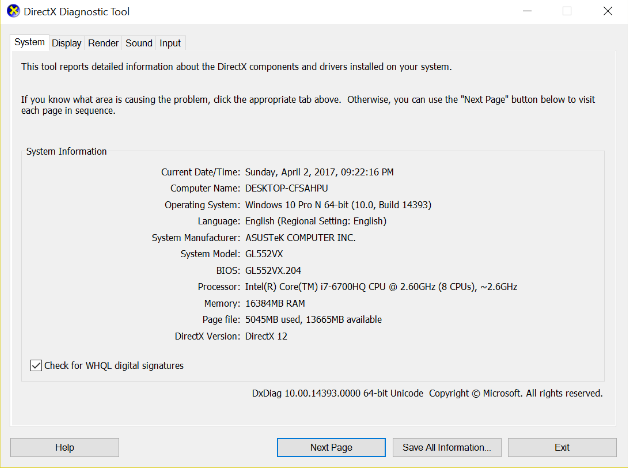 DirectX Diagnostic Tool
System Display Render Sound Input
This tool reports detailed information about the DirectX components and drivers installed on your system.
If you know what area is causing the problem, click the appropriate tab above.  Otherwise, you can use the "Next Page" button below to visit
each page in sequence.
System Information
Current Date/Time: Sunday, April 2, 2017, 09:22:16 PM
Computer Name: DESKTOP-CFSAHPU
Operating System: Windows 10 Pro N 64-bit (10.0, Build 14393)
Language: English (Regional Setting: English)
System Manufacturer: ASUSTeK COMPUTER INC.
System Model: GL552VX
BIOS: GL552VX.204
Processor: Intel(R) Core(TM) i7-6700HQ CPU @ 2.60GHz (8 CPUs), ~2.6GHz
Memory: 16384MB RAM
Page file: 5045MB used, 13665MB available
DirectX Version: DirectX 12
Check for WHQL digital signatures
DxDiag 10.00.14393.0000 64-bit Unicode  Copyright © Microsoft. All rights reserved.
Help Next Page Save All Information... Exit